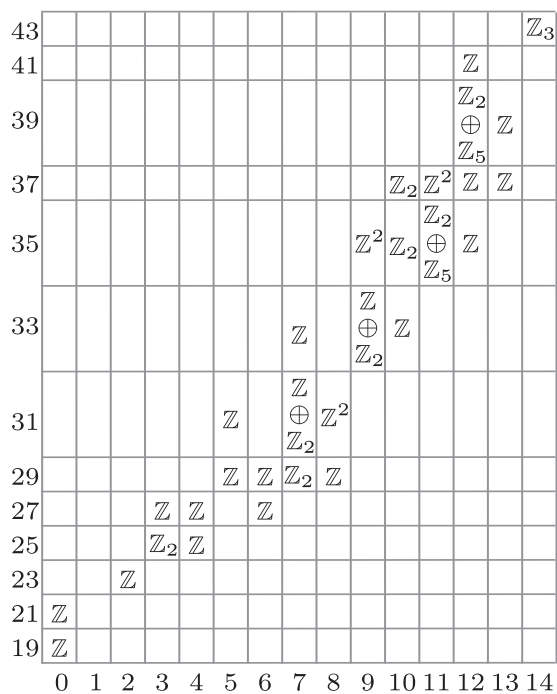 43 ℤ₃
41 ℤ
39 ℤ₂ ⊕ ℤ₅ ℤ
37 ℤ₂ ℤ² ℤ ℤ
35 ℤ² ℤ₂ ℤ₂ ⊕ ℤ₅ ℤ
33 ℤ ℤ ⊕ ℤ₂ ℤ
31 ℤ ℤ ⊕ ℤ₂ ℤ²
29 ℤ ℤ ℤ₂ ℤ
27 ℤ ℤ ℤ
25 ℤ₂ ℤ
23 ℤ
21 ℤ
19 ℤ
0 1 2 3 4 5 6 7 8 9 10 11 12 13 14